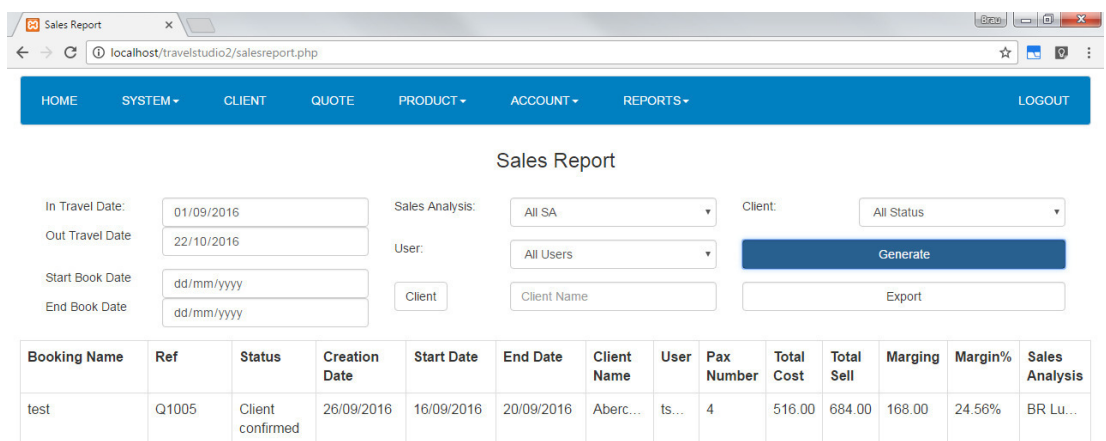 Sales Report
Brau
localhost/travelstudio2/salesreport.php
HOME SYSTEM CLIENT QUOTE PRODUCT ACCOUNT REPORTS LOGOUT
Sales Report
In Travel Date: 01/09/2016 Sales Analysis: All SA Client: All Status
Out Travel Date 22/10/2016 User: All Users Generate
Start Book Date dd/mm/yyyy Client Client Name Export
End Book Date dd/mm/yyyy
Booking Name Ref Status Creation Date Start Date End Date Client Name User Pax Number Total Cost Total Sell Marging Margin% Sales Analysis
test Q1005 Client confirmed 26/09/2016 16/09/2016 20/09/2016 Aberc... ts... 4 516.00 684.00 168.00 24.56% BR Lu...